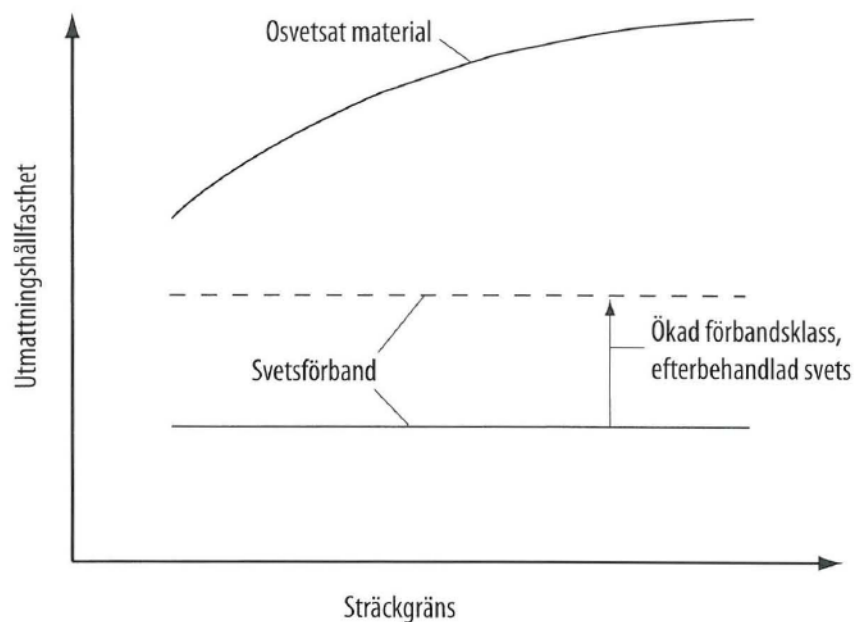 Osvetsat material
Utmattningshållfasthet
Svetsförband
Ökad förbandsklass,
efterbehandlad svets
Sträckgräns